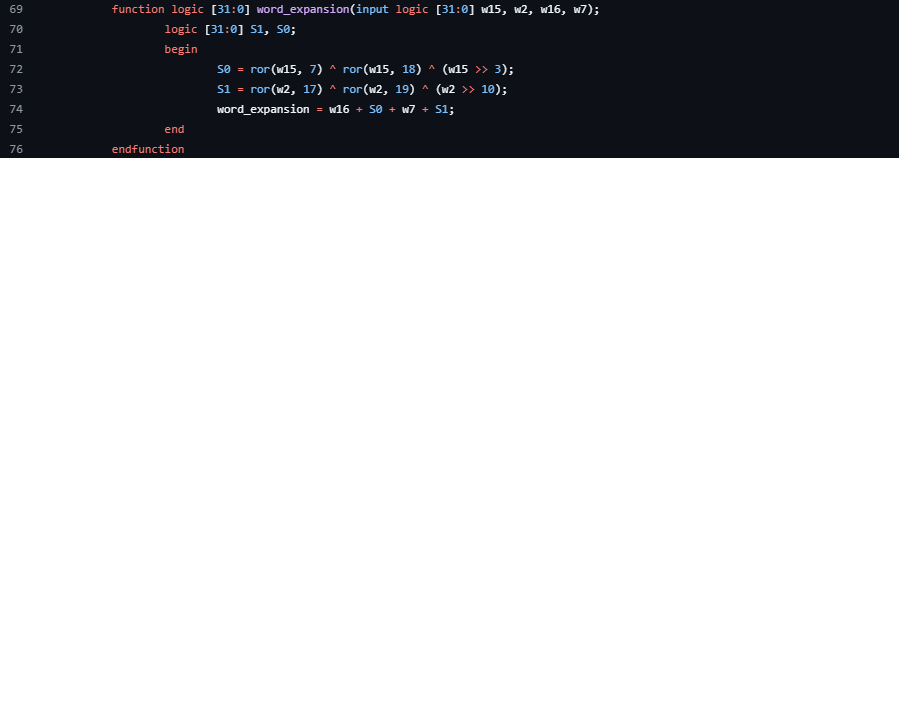 69 function logic [31:0] word_expansion(input logic [31:0] w15, w2, w16, w7);
70 logic [31:0] S1, S0;
71 begin
72 S0 = ror(w15, 7) ^ ror(w15, 18) ^ (w15 >> 3);
73 S1 = ror(w2, 17) ^ ror(w2, 19) ^ (w2 >> 10);
74 word_expansion = w16 + S0 + w7 + S1;
75 end
76 endfunction